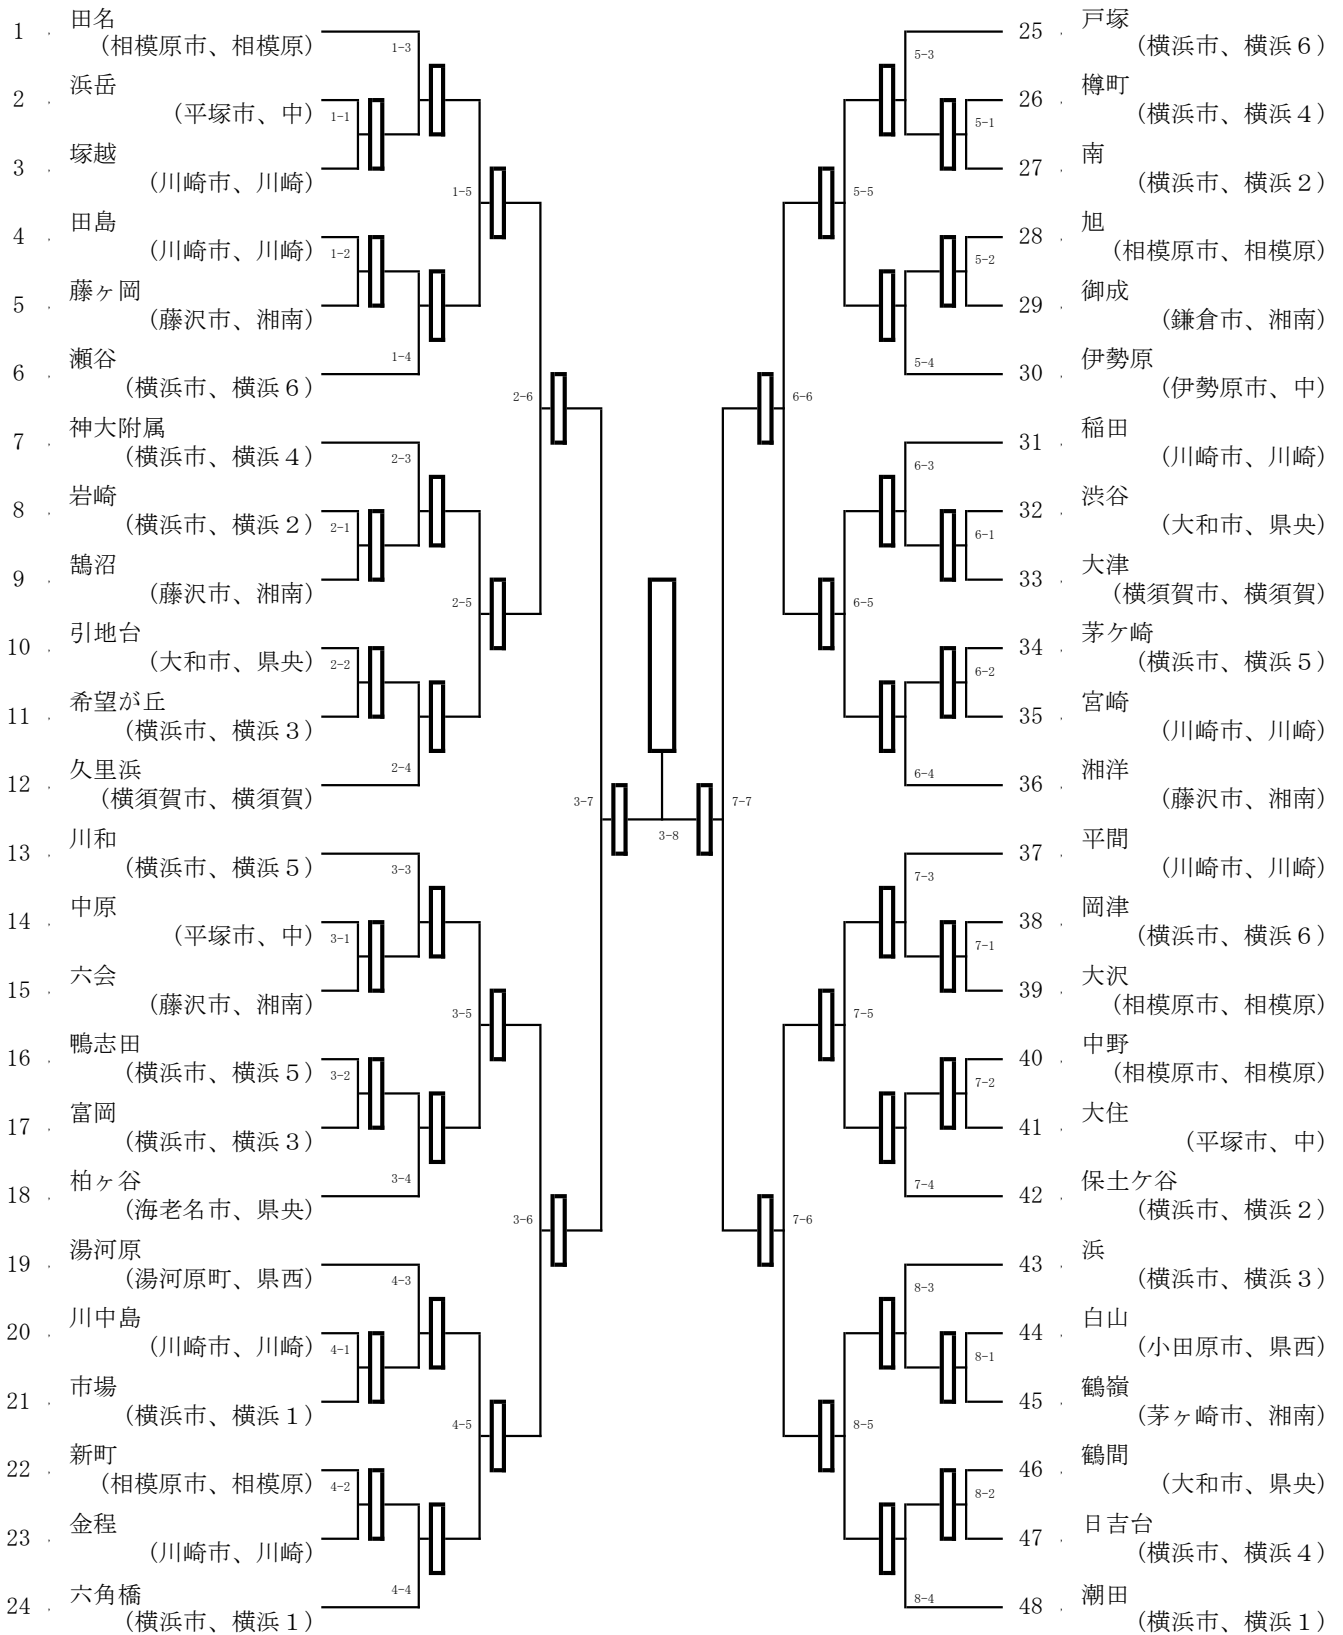 1 . 田名
(相模原市、相模原)
2 . 浜岳
(平塚市、中)
3 . 塚越
(川崎市、川崎)
4 . 田島
(川崎市、川崎)
5 . 藤ヶ岡
(藤沢市、湘南)
6 . 瀬谷
(横浜市、横浜６)
7 . 神大附属
(横浜市、横浜４)
8 . 岩崎
(横浜市、横浜２)
9 . 鵠沼
(藤沢市、湘南)
10 . 引地台
(大和市、県央)
11 . 希望が丘
(横浜市、横浜３)
12 . 久里浜
(横須賀市、横須賀)
13 . 川和
(横浜市、横浜５)
14 . 中原
(平塚市、中)
15 . 六会
(藤沢市、湘南)
16 . 鴨志田
(横浜市、横浜５)
17 . 富岡
(横浜市、横浜３)
18 . 柏ヶ谷
(海老名市、県央)
19 . 湯河原
(湯河原町、県西)
20 . 川中島
(川崎市、川崎)
21 . 市場
(横浜市、横浜１)
22 . 新町
(相模原市、相模原)
23 . 金程
(川崎市、川崎)
24 . 六角橋
(横浜市、横浜１)
1-3
1-1
1-5
1-2
1-4
2-6
2-3
2-1
2-5
2-2
2-4
3-7
3-3
3-1
3-5
3-2
3-4
3-6
4-3
4-1
4-5
4-2
4-4
3-8
5-3
5-1
5-5
5-2
5-4
6-6
6-3
6-1
6-5
6-2
6-4
7-7
7-3
7-1
7-5
7-2
7-4
7-6
8-3
8-1
8-5
8-2
8-4
25 . 戸塚
(横浜市、横浜６)
26 . 樽町
(横浜市、横浜４)
27 . 南
(横浜市、横浜２)
28 . 旭
(相模原市、相模原)
29 . 御成
(鎌倉市、湘南)
30 . 伊勢原
(伊勢原市、中)
31 . 稲田
(川崎市、川崎)
32 . 渋谷
(大和市、県央)
33 . 大津
(横須賀市、横須賀)
34 . 茅ケ崎
(横浜市、横浜５)
35 . 宮崎
(川崎市、川崎)
36 . 湘洋
(藤沢市、湘南)
37 . 平間
(川崎市、川崎)
38 . 岡津
(横浜市、横浜６)
39 . 大沢
(相模原市、相模原)
40 . 中野
(相模原市、相模原)
41 . 大住
(平塚市、中)
42 . 保土ケ谷
(横浜市、横浜２)
43 . 浜
(横浜市、横浜３)
44 . 白山
(小田原市、県西)
45 . 鶴嶺
(茅ヶ崎市、湘南)
46 . 鶴間
(大和市、県央)
47 . 日吉台
(横浜市、横浜４)
48 . 潮田
(横浜市、横浜１)